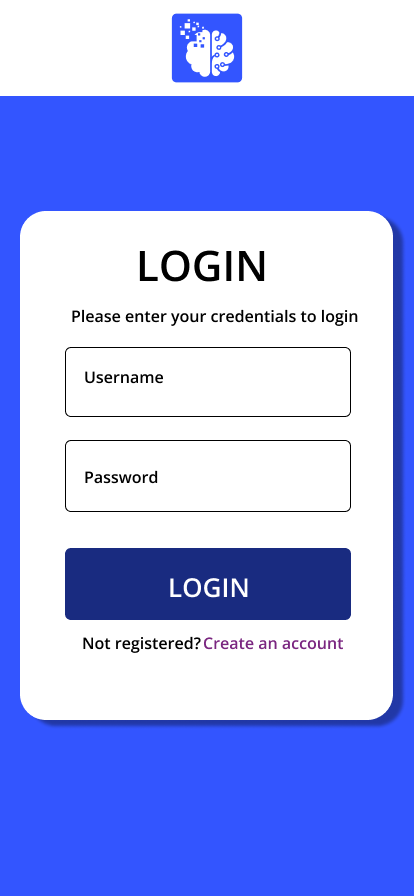 LOGIN
Please enter your credentials to login
Username
Password
LOGIN
Not registered? Create an account